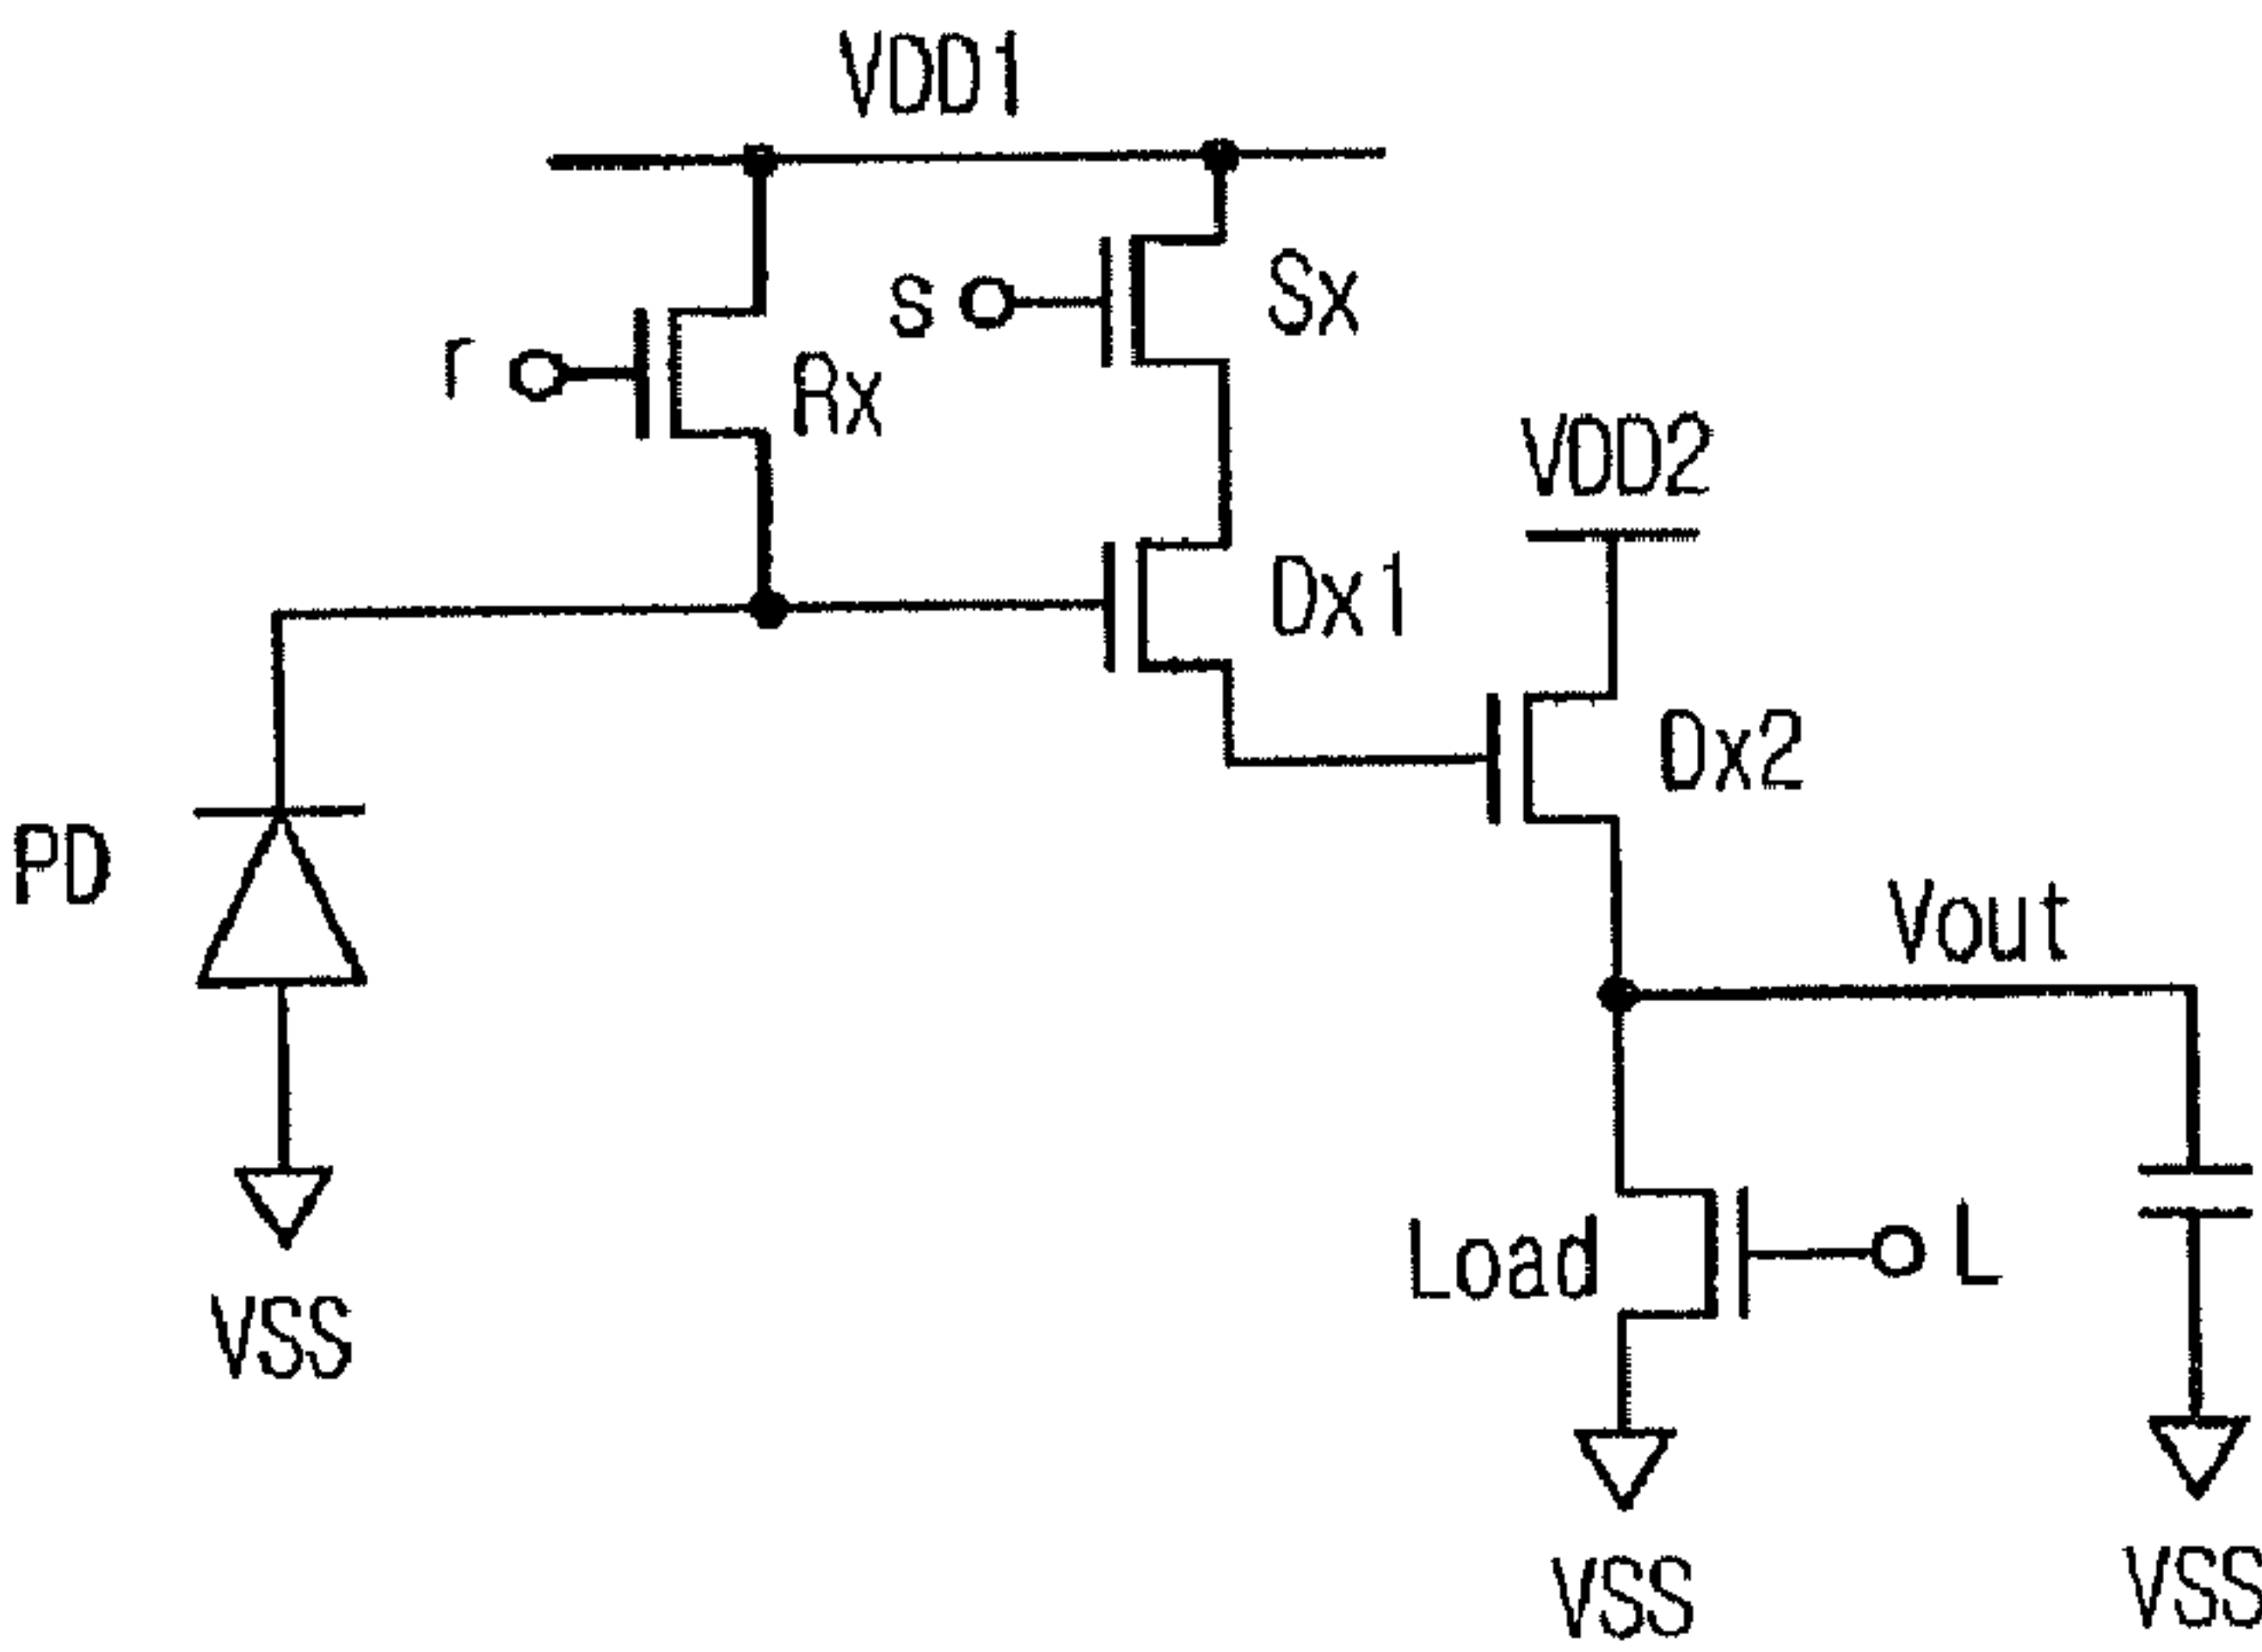 VDD1
s
Sx
r
Rx
VDD2
Dx1
Dx2
PD
Vout
Load
L
VSS
VSS
VSS